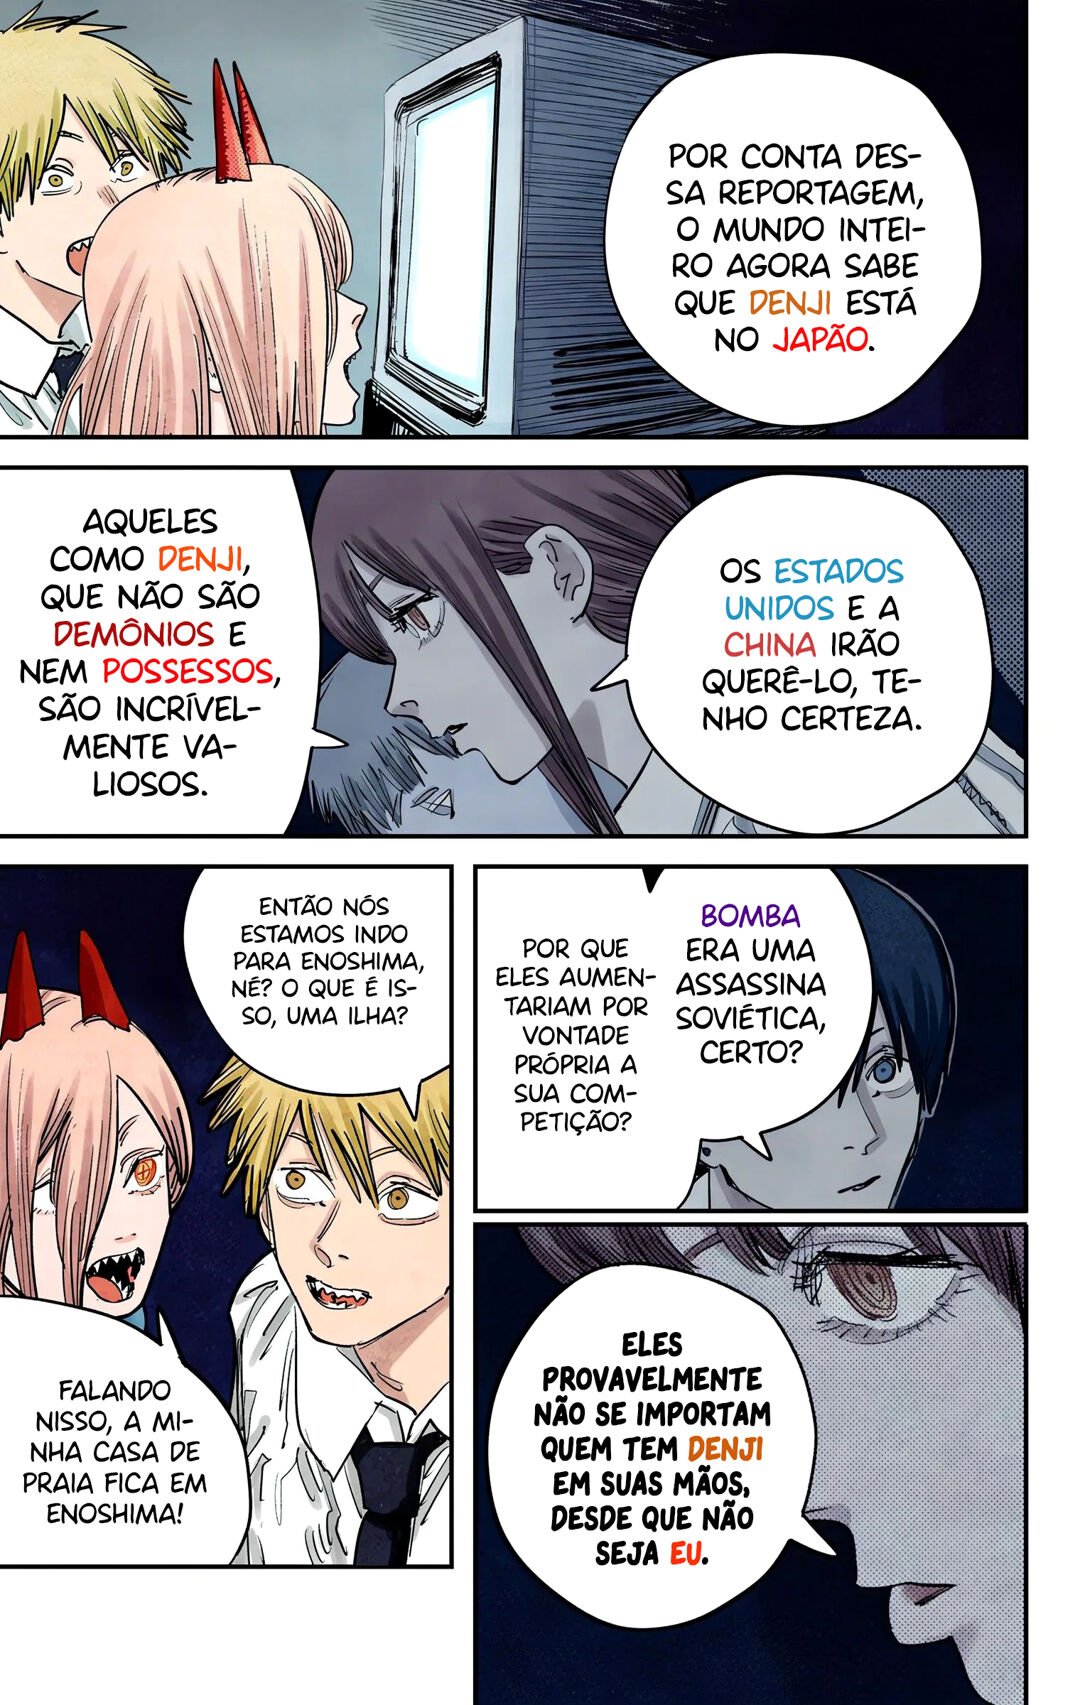 POR CONTA DES-
SA REPORTAGEM,
O MUNDO INTEI-
RO AGORA SABE
QUE DENJI ESTÁ
NO JAPÃO.
OS ESTADOS
UNIDOS E A
CHINA IRÃO
QUERÊ-LO, TE-
NHO CERTEZA.
AQUELES
COMO DENJI,
QUE NÃO SÃO
DEMÔNIOS E
NEM POSSESSOS,
SÃO INCRÍVEL-
MENTE VA-
LIOSOS.
BOMBA
ERA UMA
ASSASSINA
SOVIÉTICA,
CERTO?
POR QUE
ELES AUMEN-
TARIAM POR
VONTADE
PRÓPRIA A
SUA COM-
PETIÇÃO?
ELES
PROVAVELMENTE
NÃO SE IMPORTAM
QUEM TEM DENJI
EM SUAS MÃOS,
DESDE QUE NÃO
SEJA EU.
ENTÃO NÓS
ESTAMOS INDO
PARA ENOSHIMA,
NÉ? O QUE É IS-
SO, UMA ILHA?
FALANDO
NISSO, A MI-
NHA CASA DE
PRAIA FICA EM
ENOSHIMA!